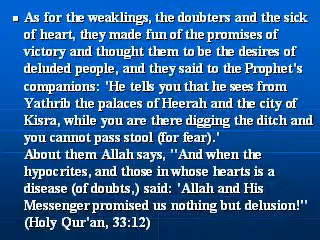 As for the weaklings, the doubters and the sick
of heart, they made fun of the promises of
victory and thought them to be the desires of
deluded people, and they said to the Prophet's
companions: 'He tells you that he sees from
Yathrib the palaces of Heerah and the city of
Kisra, while you are there digging the ditch and
you cannot pass stool (for fear).'
About them Allah says, "And when the
hypocrites, and those in whose hearts is a
disease (of doubts,) said: 'Allah and His
Messenger promised us nothing but delusion!"
(Holy Qur'an, 33:12)